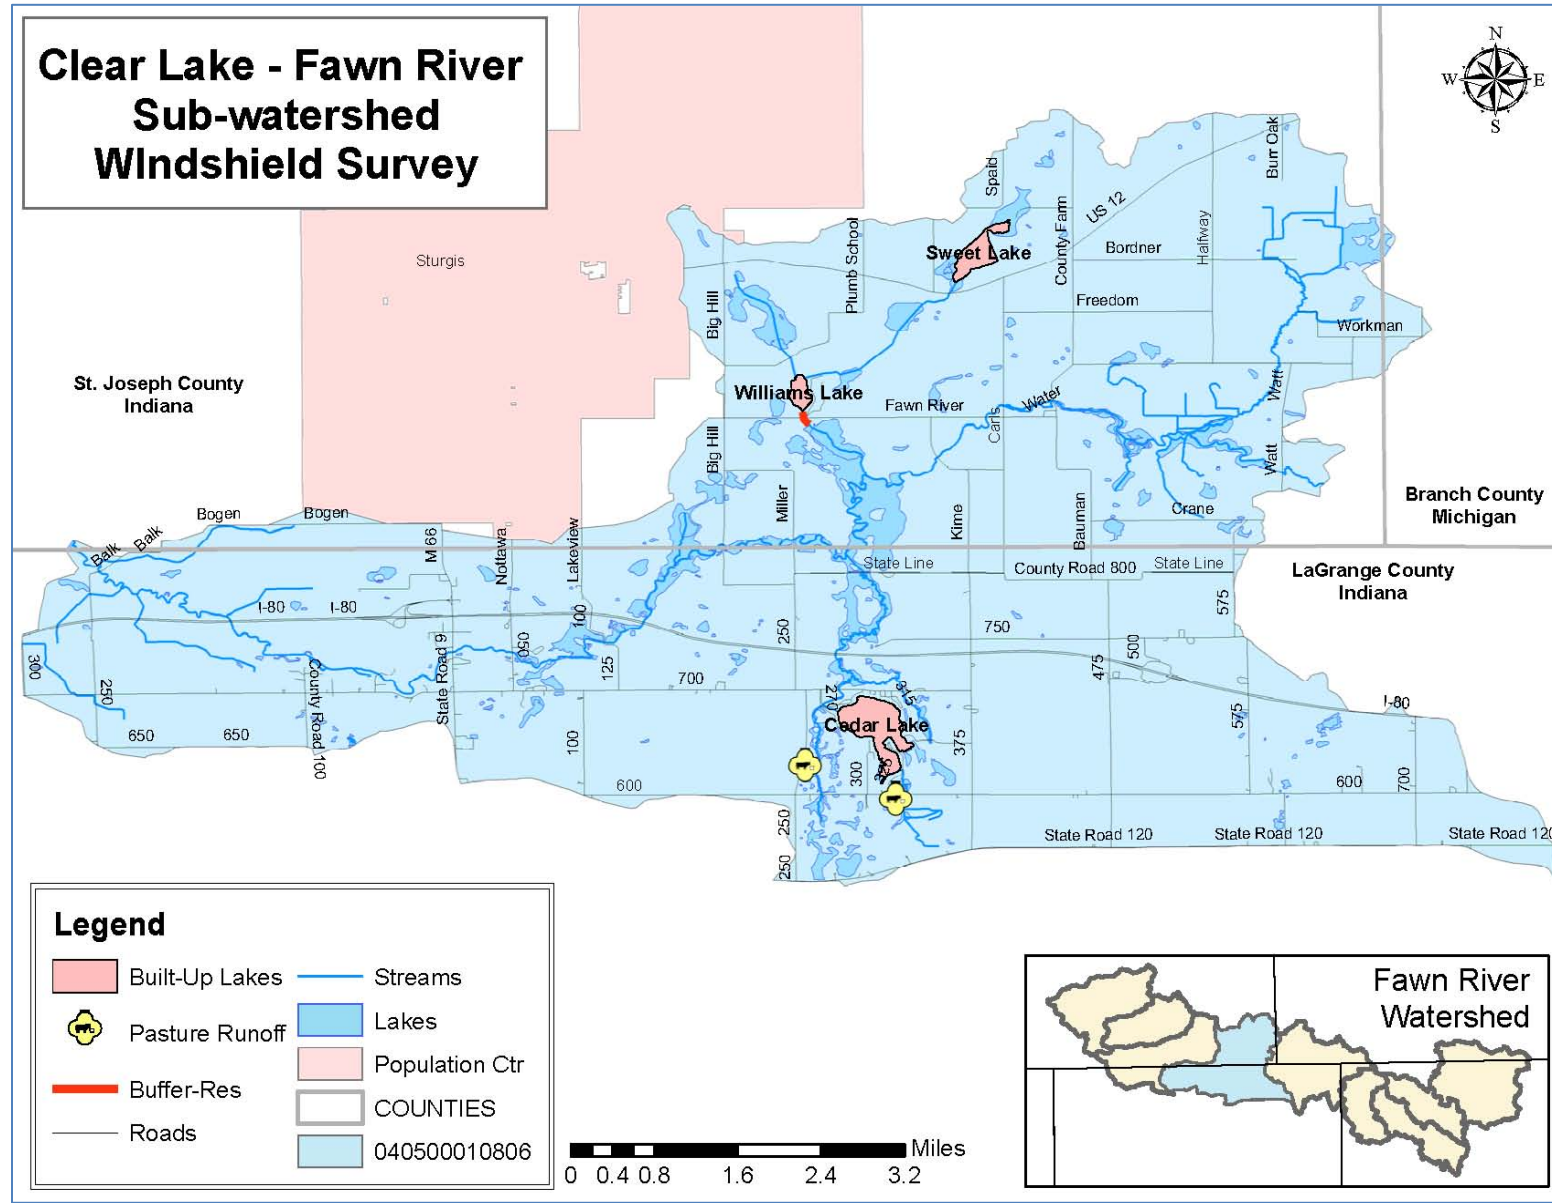 Clear Lake - Fawn River
Sub-watershed
WIndshield Survey
N
W
E
S
Sturgis
St. Joseph County
Indiana
Branch County
Michigan
LaGrange County
Indiana
Spaid
Burr Oak
US 12
County Farm
Halfway
Bordner
Sweet Lake
Plumb School
Big Hill
Freedom
Workman
Williams Lake
Fawn River
Water
Carls
Watt
Big Hill
Watt
Miller
Kime
Bauman
Crane
Bogen
Bogen
Balk
Balk
M 66
Nottawa
Lakeview
State Line
County Road 800
State Line
I-80
I-80
100
575
250
750
500
State Road 9
050
125
475
300
250
County Road 100
700
270
315
Cedar Lake
575
I-80
650
650
100
375
300
325
600
600
700
250
250
State Road 120
State Road 120
State Road 120
Legend
Built-Up Lakes
Streams
Pasture Runoff
Lakes
Population Ctr
Buffer-Res
COUNTIES
Roads
040500010806
Miles
0 0.4 0.8 1.6 2.4 3.2
Fawn River
Watershed